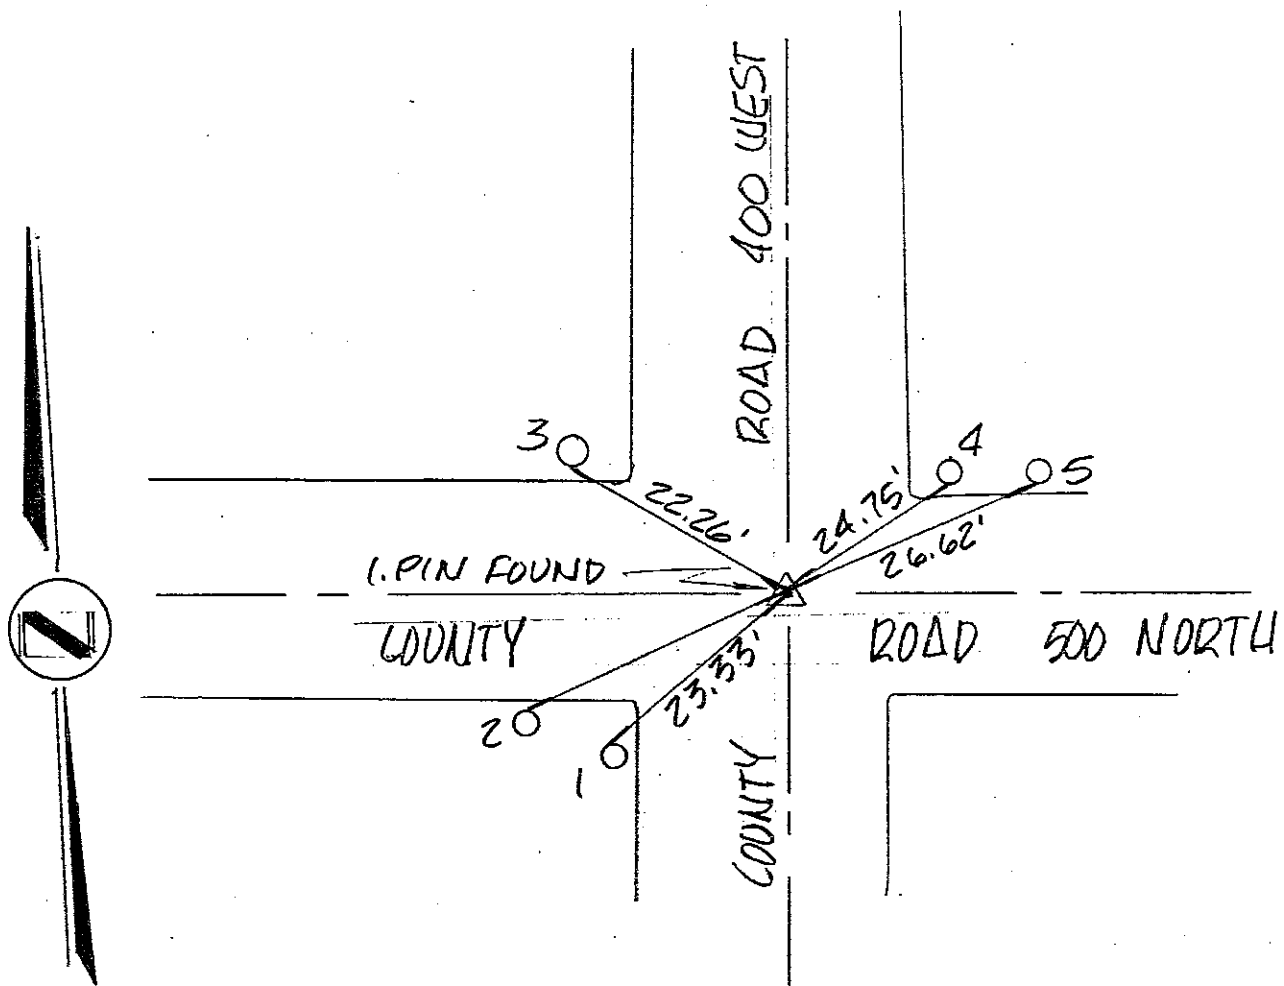 ROAD 400 WEST
3
4
5
22.26'
24.75'
26.62'
1. PIN FOUND
N
COUNTY
ROAD 500 NORTH
23.33'
2
1
COUNTY